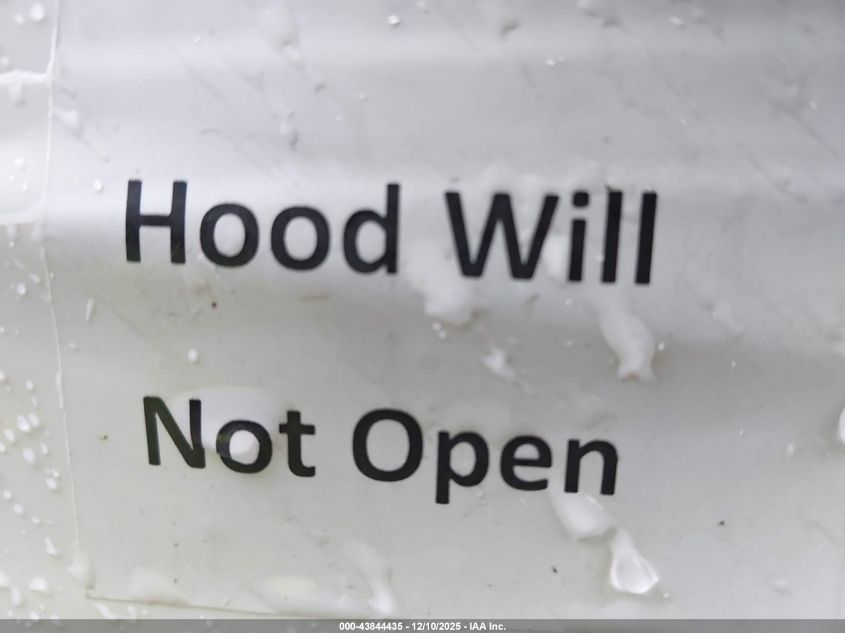 Hood Will
Not Open
000-43844435 - 12/10/2025 - IAA Inc.